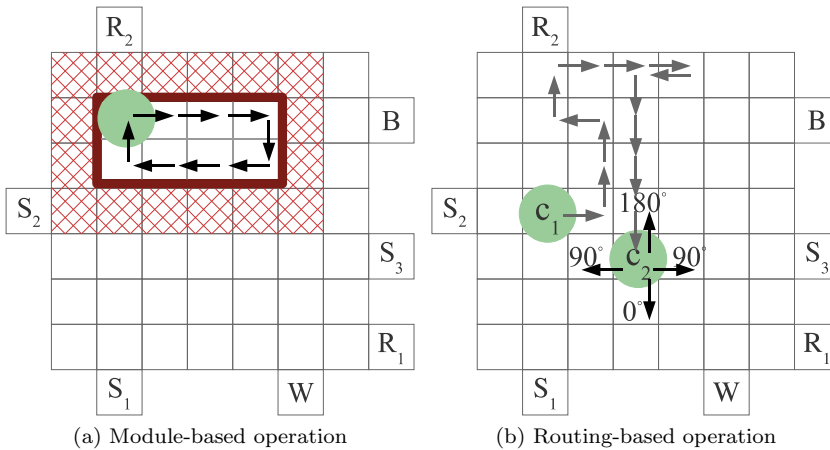 R2
B
S2
S3
R1
S1
W
(a) Module-based operation
R2
B
S2
c1
180°
90°
c2
90°
S3
0°
R1
S1
W
(b) Routing-based operation